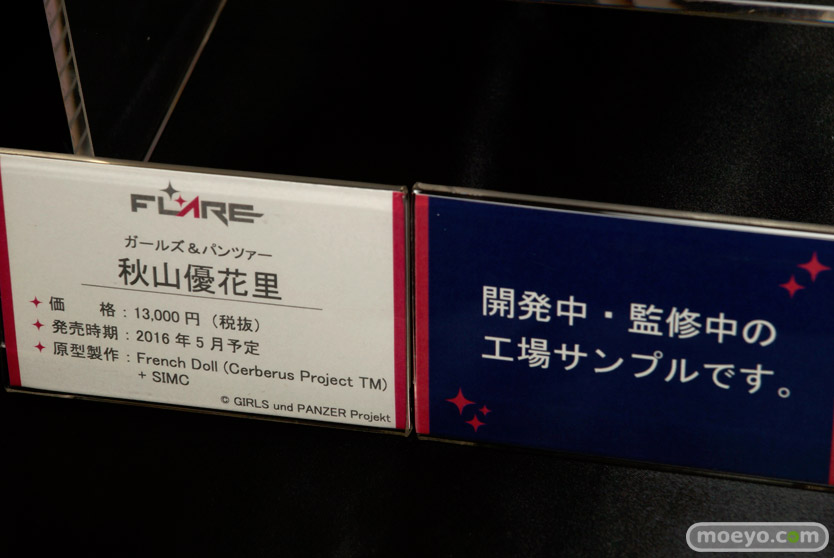 FLARE
ガールズ＆パンツァー
秋山優花里
価　格：13,000円（税抜）
発売時期：2016年5月予定
原型製作：French Doll (Cerberus Project TM)
+ SIMC
© GIRLS und PANZER Projekt
開発中・監修中の
工場サンプルです。
moeyo.com